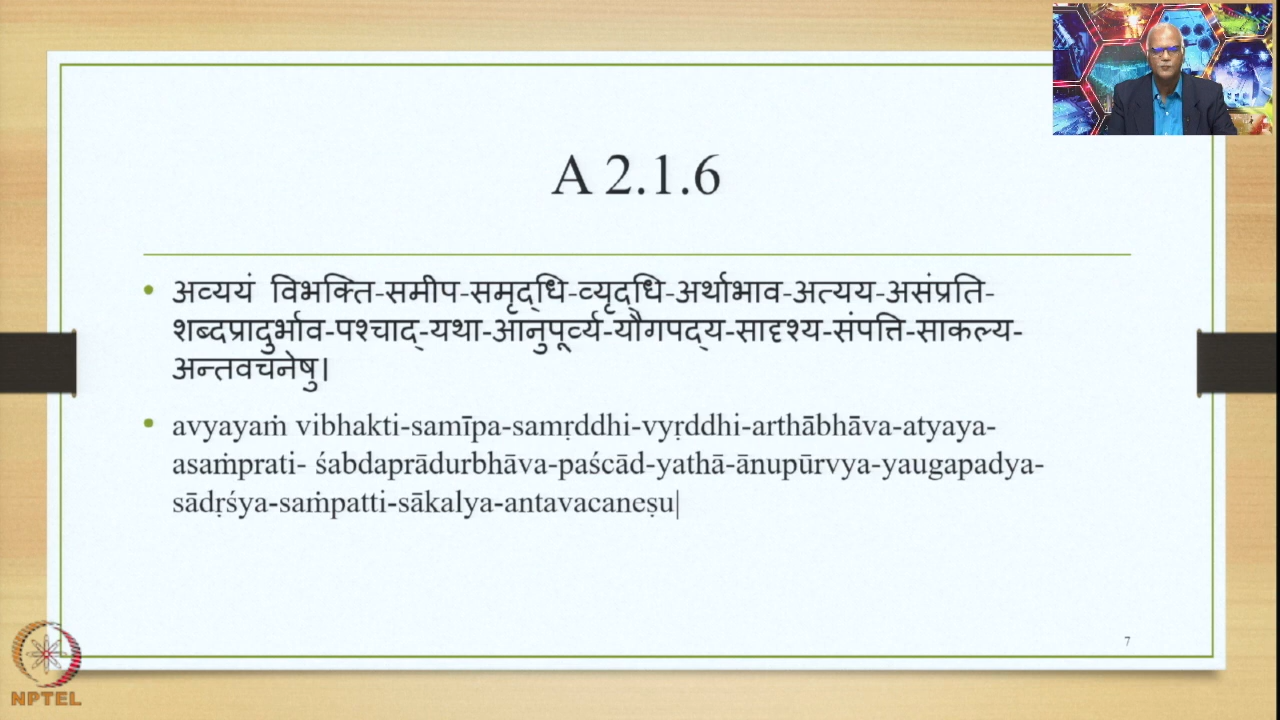 A 2.1.6
• अव्ययं विभक्ति-समीप-समृद्धि-व्यृद्धि-अर्थाभाव-अत्यय-असंप्रति-
शब्दप्रादुर्भाव-पश्चाद्-यथा-आनुपूर्व्य-यौगपद्य-सादृश्य-संपत्ति-साकल्य-
अन्तवचनेषु।
• avyayaṁ vibhakti-samīpa-samṛddhi-vyṛddhi-arthābhāva-atyaya-
asaṁprati- śabdaprādurbhāva-paścād-yathā-ānupūrvya-yaugapadya-
sādṛśya-saṁpatti-sākalya-antavacaneṣu|
7
NPTEL